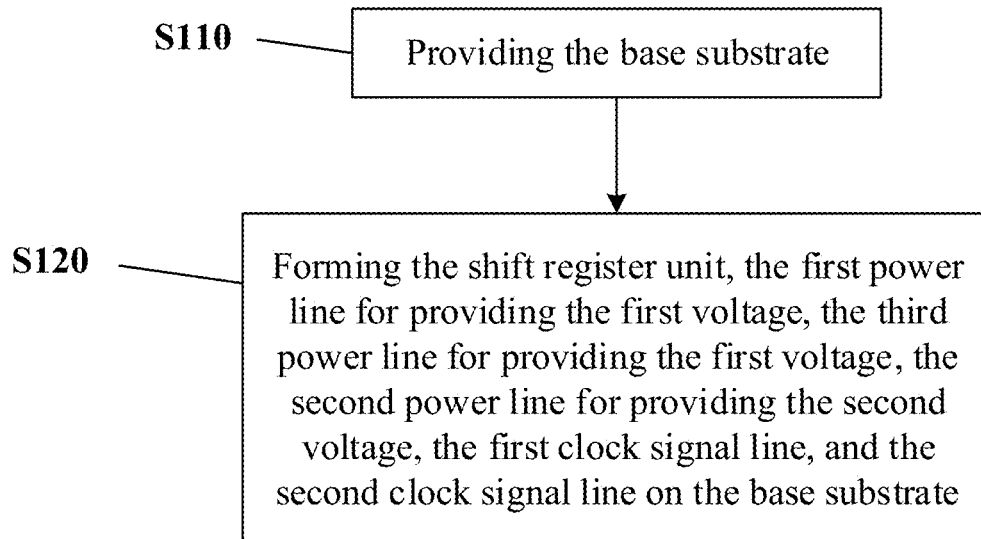 S110
Providing the base substrate
S120
Forming the shift register unit, the first power
line for providing the first voltage, the third
power line for providing the first voltage, the
second power line for providing the second
voltage, the first clock signal line, and the
second clock signal line on the base substrate